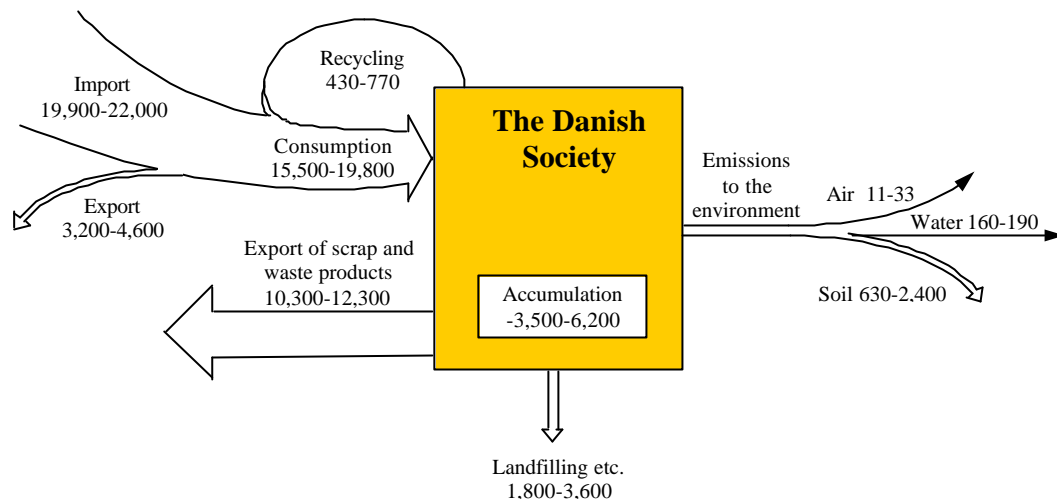 Recycling
430-770
Import
19,900-22,000
The Danish
Society
Consumption
15,500-19,800
Export
3,200-4,600
Emissions
to the
environment
Air 11-33
Water 160-190
Soil 630-2,400
Export of scrap and
waste products
10,300-12,300
Accumulation
-3,500-6,200
Landfilling etc.
1,800-3,600